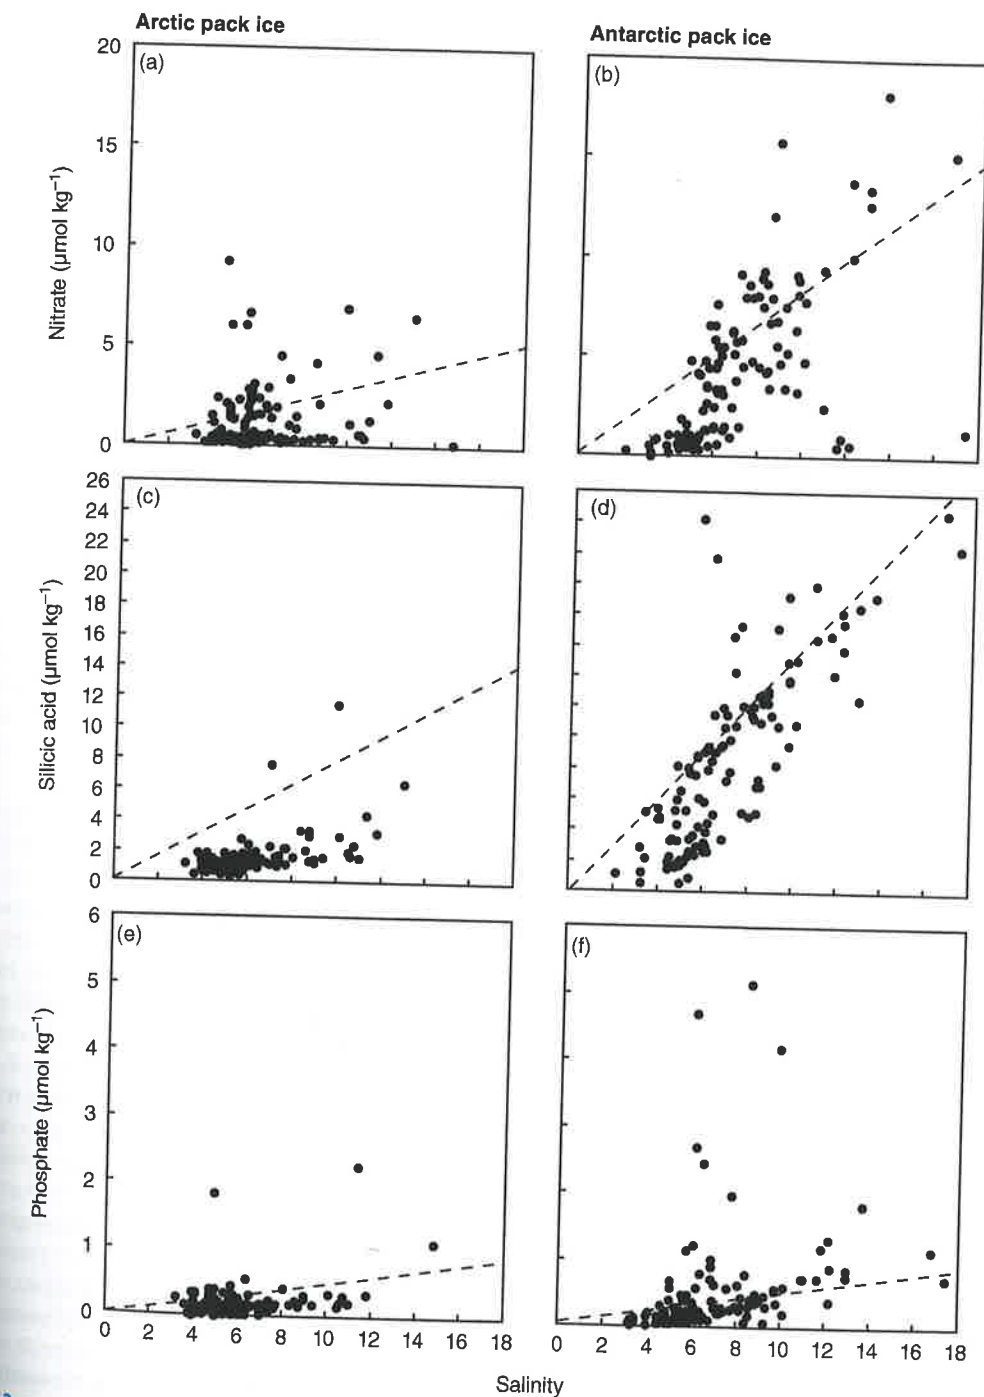 Arctic pack ice
Antarctic pack ice
(a)
(b)
20
15
10
5
0
Nitrate (µmol kg⁻¹)
(c)
(d)
26
24
22
20
18
16
14
12
10
8
6
4
2
0
Silicic acid (µmol kg⁻¹)
(e)
(f)
6
5
4
3
2
1
0
Phosphate (µmol kg⁻¹)
0 2 4 6 8 10 12 14 16 18
0 2 4 6 8 10 12 14 16 18
Salinity